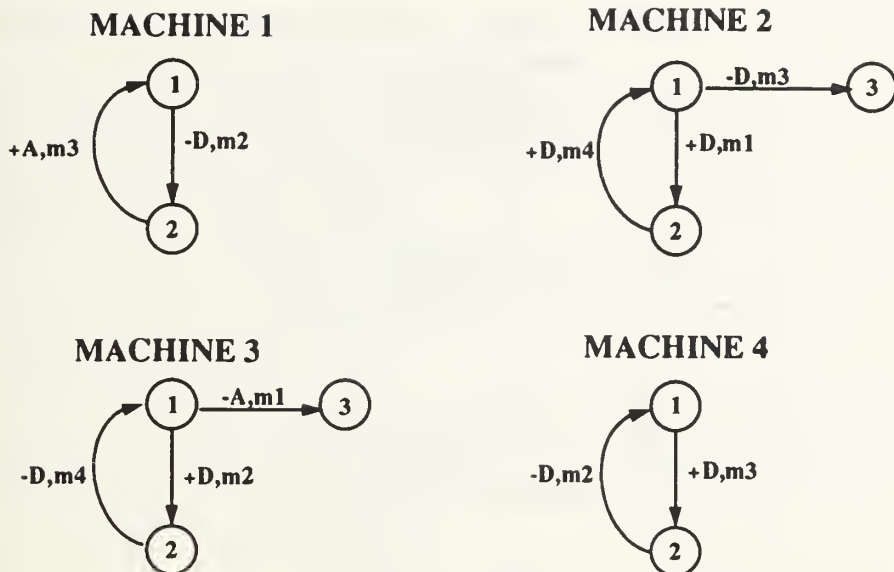 MACHINE 1
1
+A,m3
-D,m2
2
MACHINE 2
1
-D,m3
3
+D,m4
+D,m1
2
MACHINE 3
1
-A,m1
3
-D,m4
+D,m2
2
MACHINE 4
1
-D,m2
+D,m3
2